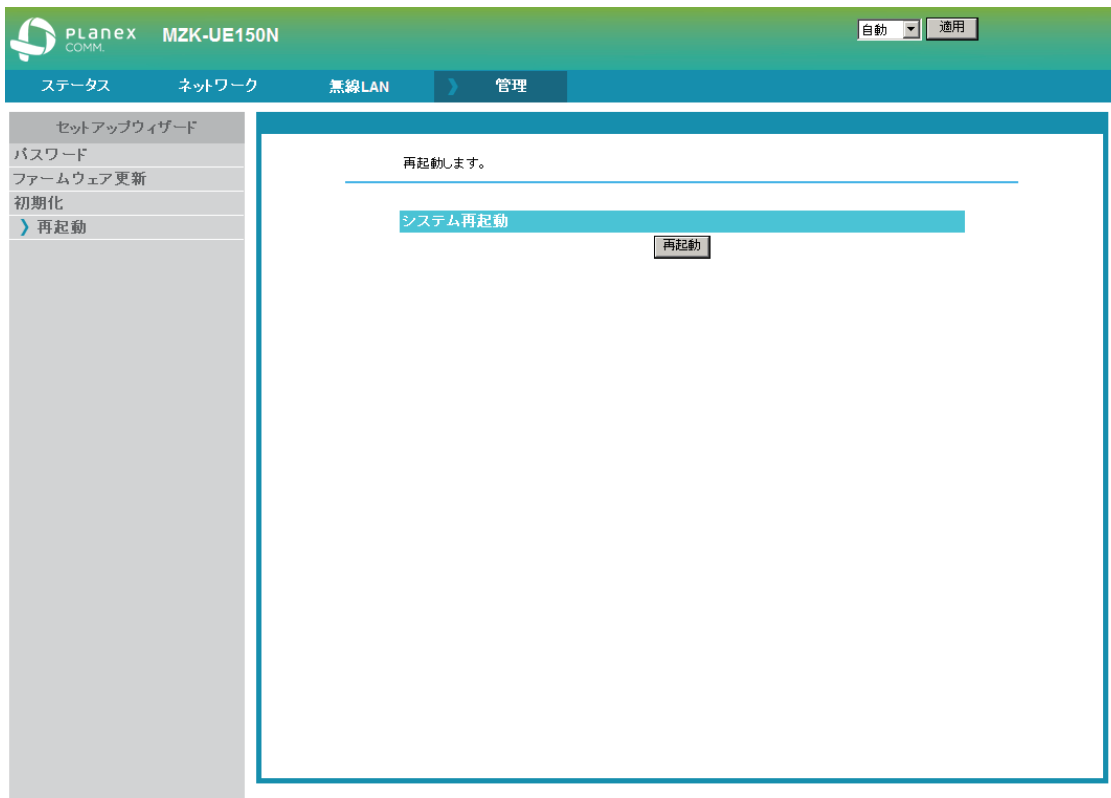 PLANEX COMM. MZK-UE150N 自動 適用
ステータス ネットワーク 無線LAN 》 管理
セットアップウィザード
パスワード
ファームウェア更新
初期化
》再起動
再起動します。
システム再起動
再起動